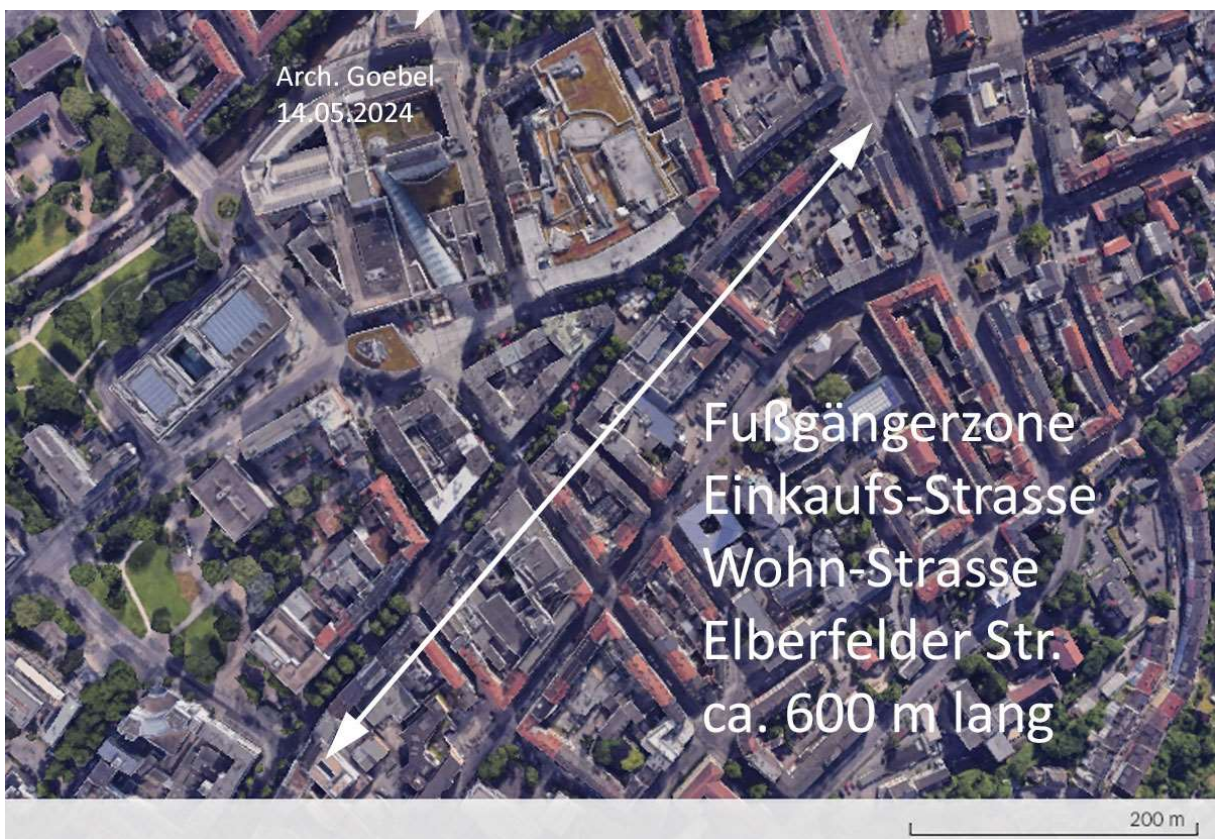 Arch. Goebel
14.05.2024
Fußgängerzone
Einkaufs-Strasse
Wohn-Strasse
Elberfelder Str.
ca. 600 m lang
200 m